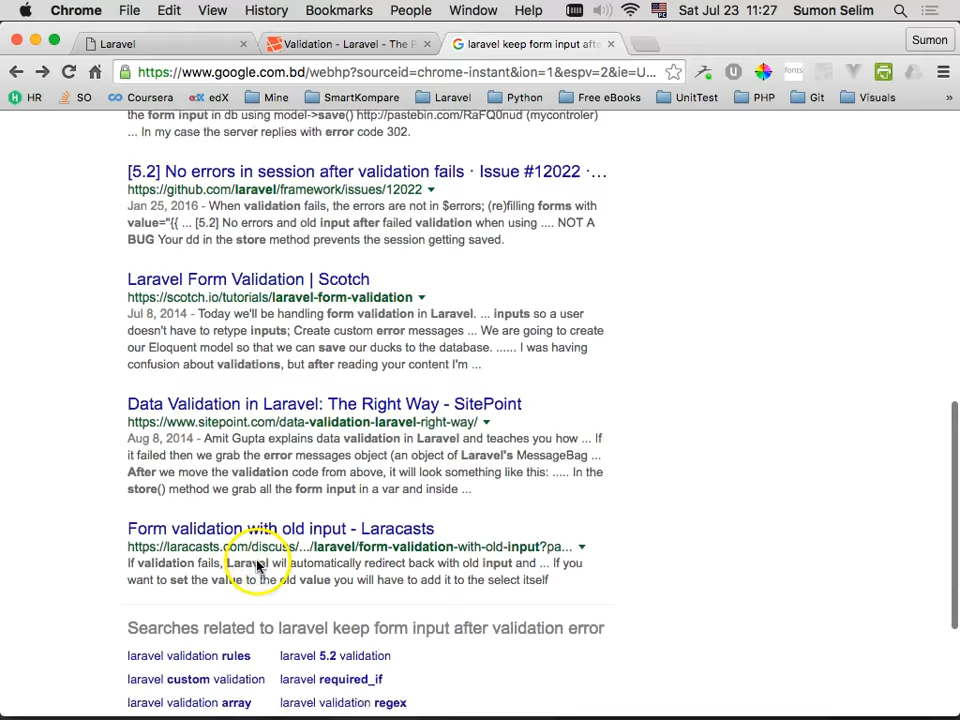 Chrome File Edit View History Bookmarks People Window Help Sat Jul 23 11:27 Sumon Selim
Laravel × Validation - Laravel - The P × laravel keep form input afte × Sumon
https://www.google.com.bd/webhp?sourceid=chrome-instant&ion=1&espv=2&ie=U... fonts
HR SO Coursera edX Mine SmartKompare Laravel Python Free eBooks UnitTest PHP Git Visuals »
the form input in db using model->save() http://pastebin.com/RaFQ0nud (mycontroler)
... In my case the server replies with error code 302.
[5.2] No errors in session after validation fails · Issue #12022 ·...
https://github.com/laravel/framework/issues/12022
Jan 25, 2016 - When validation fails, the errors are not in $errors; (re)filling forms with
value="{{ ... [5.2] No errors and old input after failed validation when using .... NOT A
BUG Your dd in the store method prevents the session getting saved.
Laravel Form Validation | Scotch
https://scotch.io/tutorials/laravel-form-validation
Jul 8, 2014 - Today we'll be handling form validation in Laravel. ... inputs so a user
doesn't have to retype inputs; Create custom error messages ... We are going to create
our Eloquent model so that we can save our ducks to the database. ...... I was having
confusion about validations, but after reading your content I'm ...
Data Validation in Laravel: The Right Way - SitePoint
https://www.sitepoint.com/data-validation-laravel-right-way/
Aug 8, 2014 - Amit Gupta explains data validation in Laravel and teaches you how ... If
it failed then we grab the error messages object (an object of Laravel's MessageBag ...
After we move the validation code from above, it will look something like this: ..... In the
store() method we grab all the form input in a var and inside ...
Form validation with old input - Laracasts
https://laracasts.com/discuss/.../laravel/form-validation-with-old-input?pa...
If validation fails, Laravel wil automatically redirect back with old input and ... If you
want to set the value to the old value you will have to add it to the select itself
Searches related to laravel keep form input after validation error
laravel validation rules laravel 5.2 validation
laravel custom validation laravel required_if
laravel validation array laravel validation regex